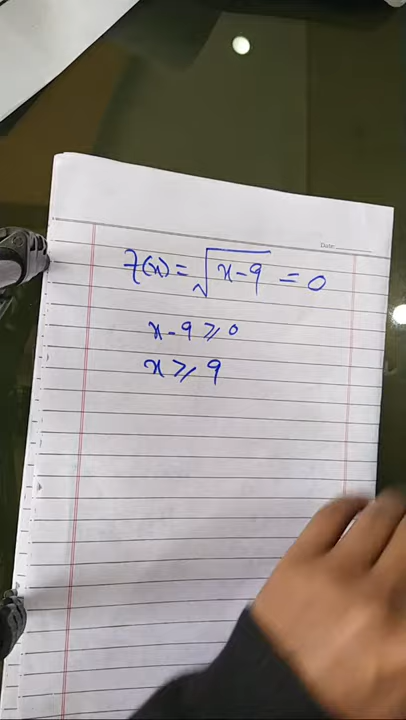 Date:
f(x) = √(x-9) = 0
x-9 ≥ 0
x ≥ 9